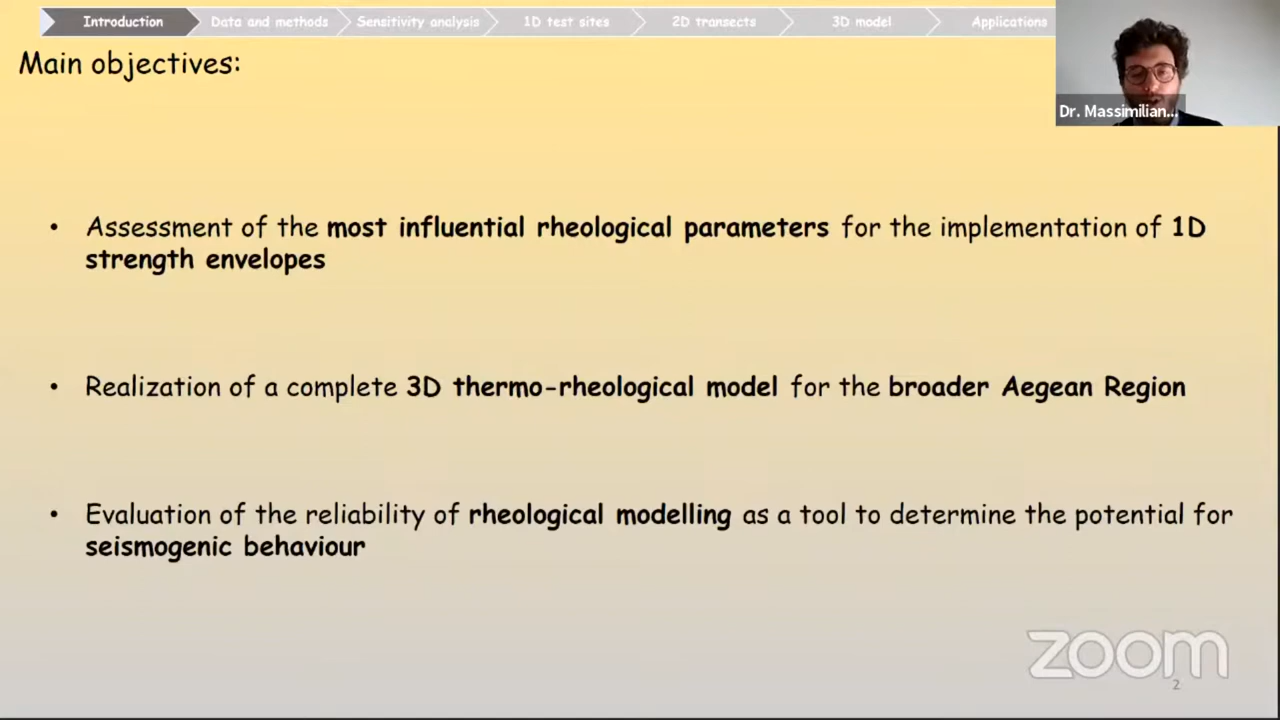 Introduction
Data and methods
Sensitivity analysis
1D test sites
2D transects
3D model
Applications
Main objectives:
Dr. Massimilian...
• Assessment of the most influential rheological parameters for the implementation of 1D
strength envelopes
• Realization of a complete 3D thermo-rheological model for the broader Aegean Region
• Evaluation of the reliability of rheological modelling as a tool to determine the potential for
seismogenic behaviour
zoom
2